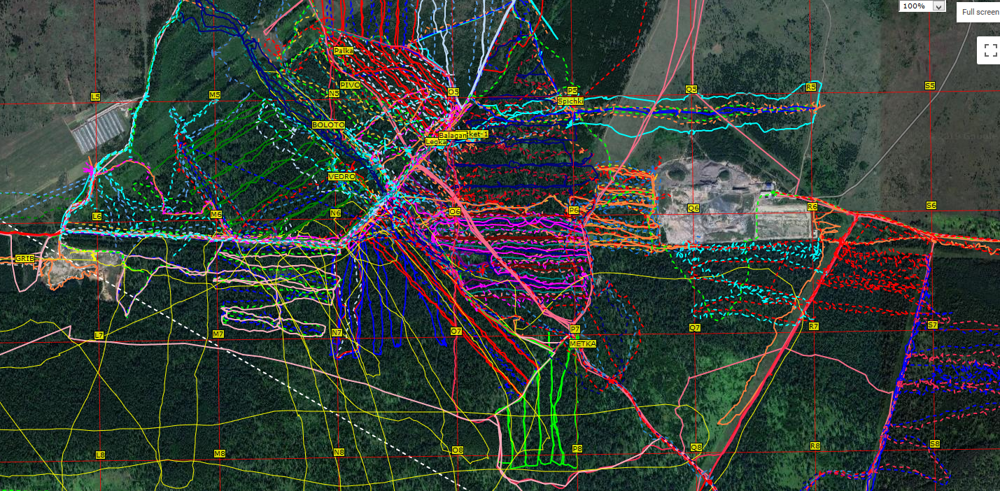 100%
Full screen
Palka
PIVO
L5
M5
N5
O5
P5
Q5
R5
S5
Spichki
BOLOTO
Balagan
cket-1
Legka
VEDRO
L6
M6
N6
O6
P6
Q6
R6
S6
GRIB
L7
M7
N7
O7
P7
Q7
R7
S7
METKA
L8
M8
N8
O8
P8
Q8
R8
S8